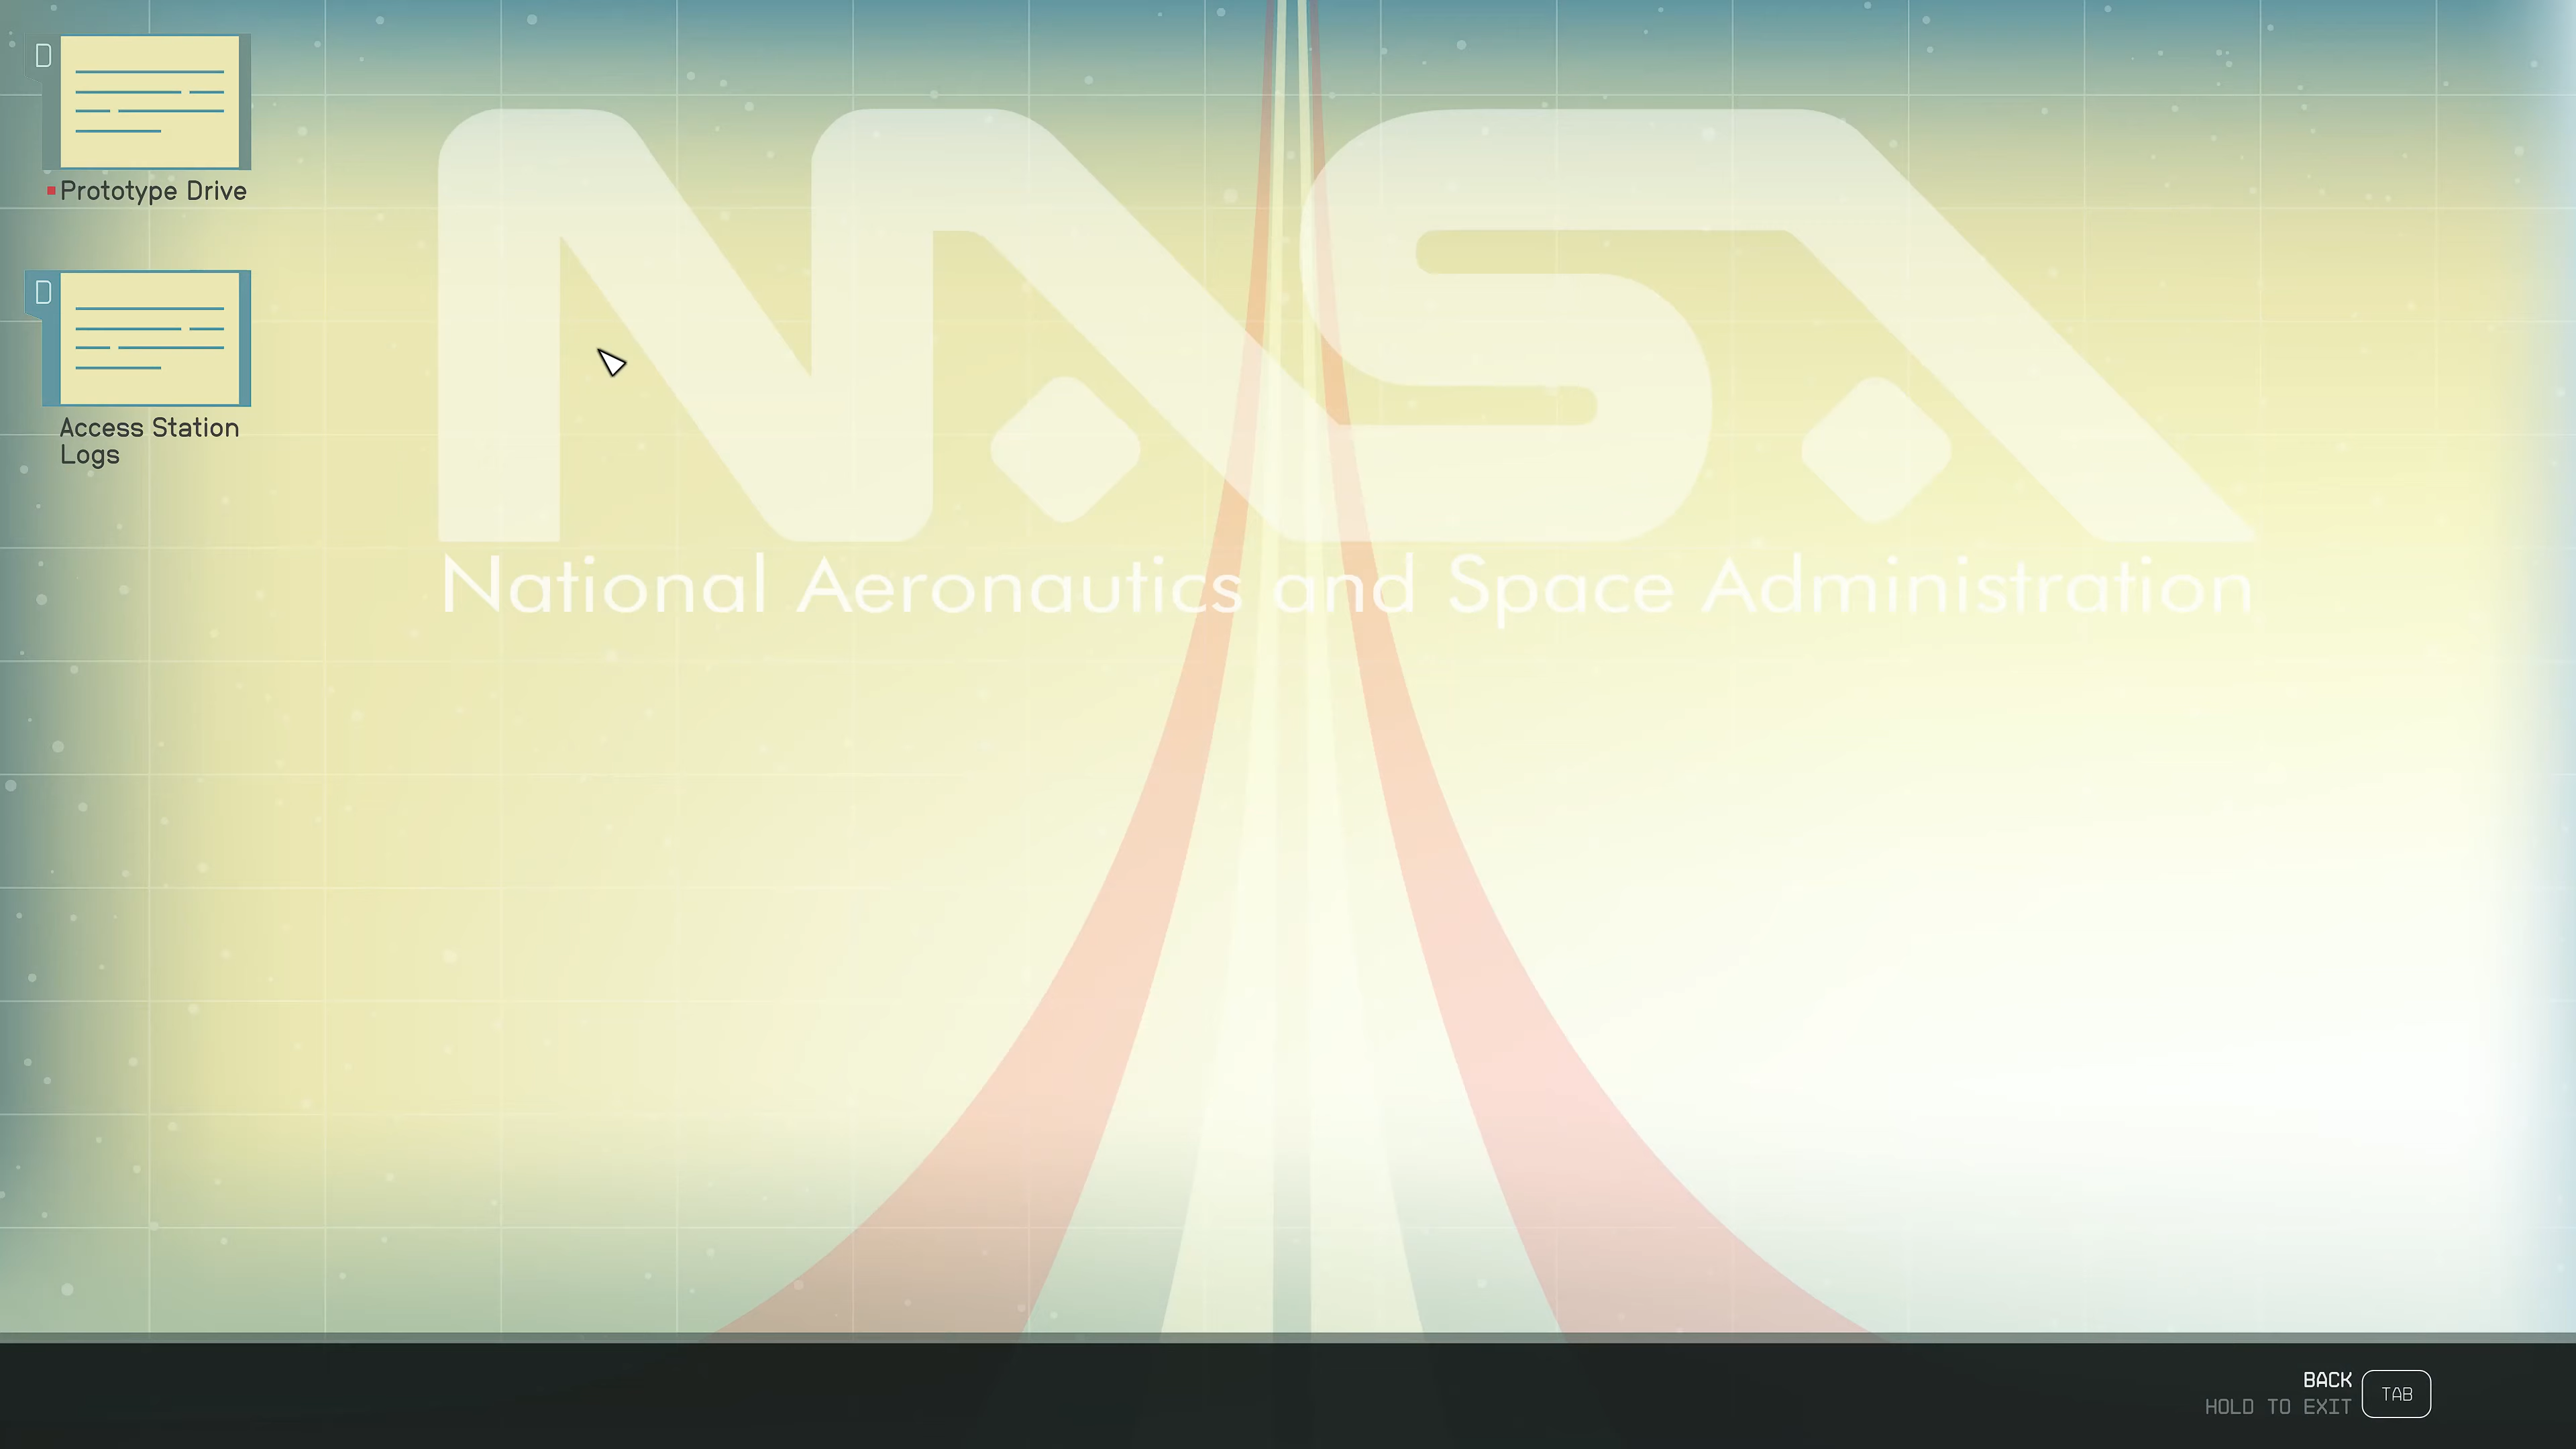 D
Prototype Drive
D
Access Station
Logs
NASA
National Aeronautics and Space Administration
BACK
HOLD TO EXIT
TAB